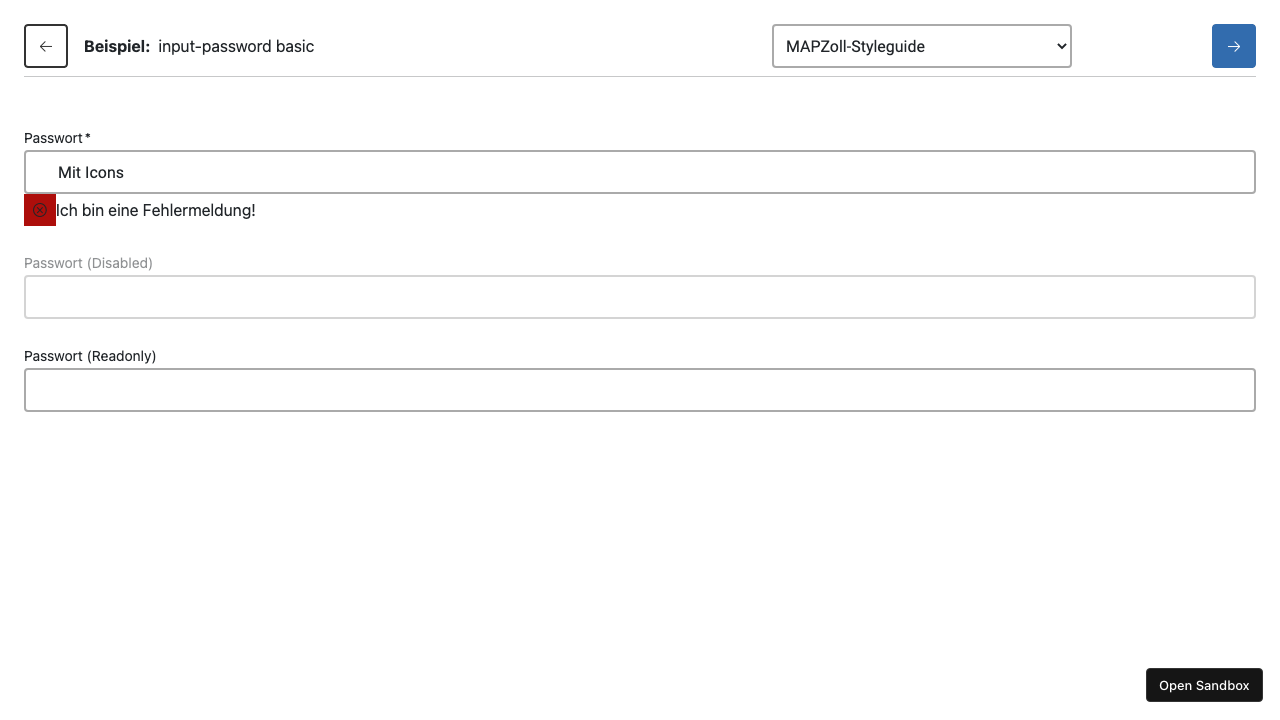 Beispiel: input-password basic
MAPZoll-Styleguide
Passwort*
Mit Icons
Ich bin eine Fehlermeldung!
Passwort (Disabled)
Passwort (Readonly)
Open Sandbox